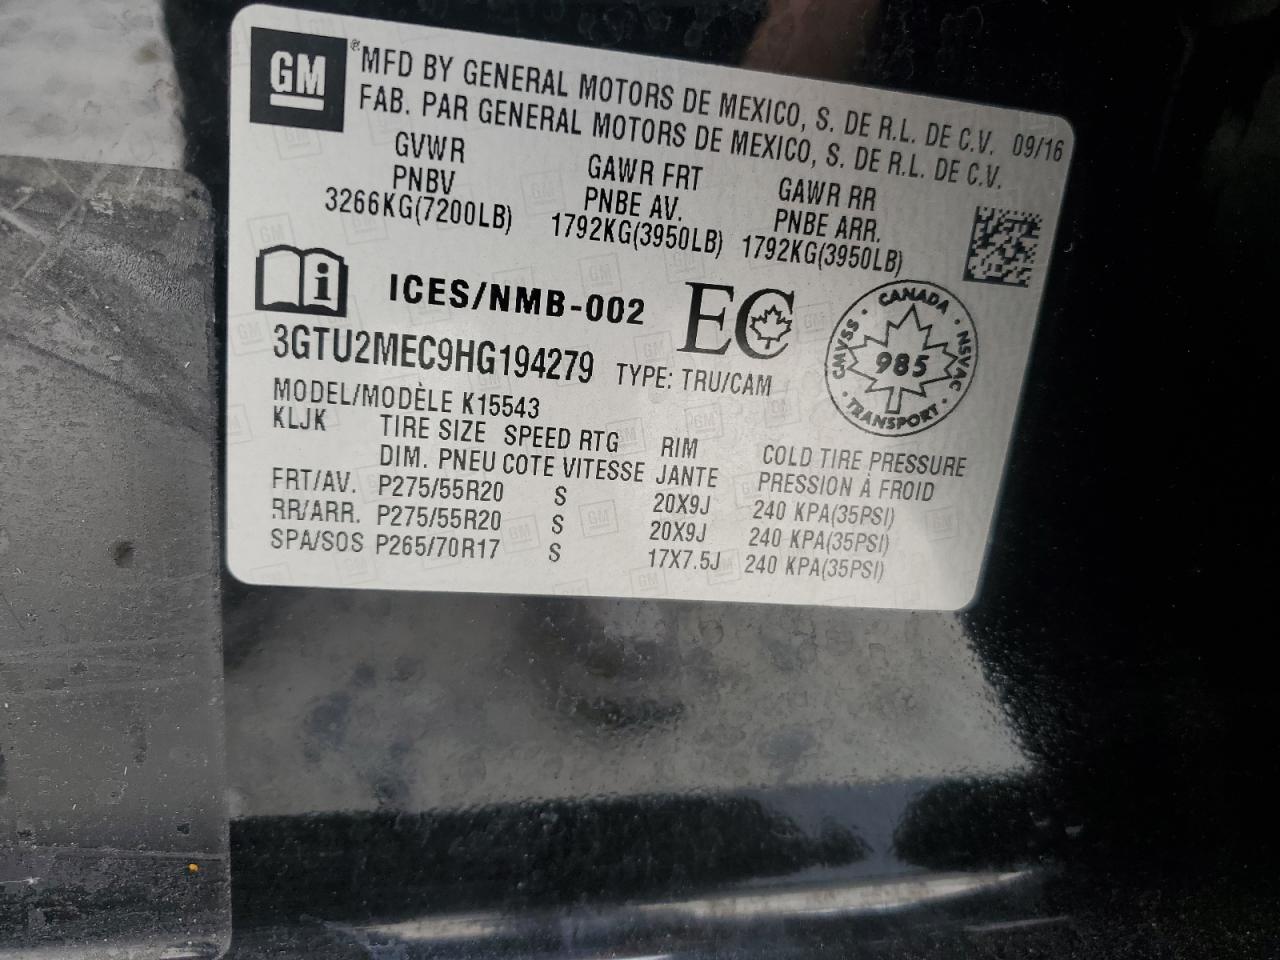 GM
®MFD BY GENERAL MOTORS DE MEXICO, S. DE R.L. DE C.V. 09/16
FAB. PAR GENERAL MOTORS DE MEXICO, S. DE R.L. DE C.V.
GVWR GAWR FRT GAWR RR
PNBV PNBE AV. PNBE ARR.
3266KG(7200LB) 1792KG(3950LB) 1792KG(3950LB)
i ICES/NMB-002 EC
CANADA
CMVSS · NSVAC
985
TRANSPORT
3GTU2MEC9HG194279 TYPE: TRU/CAM
MODEL/MODÈLE K15543
KLJK TIRE SIZE SPEED RTG RIM COLD TIRE PRESSURE
DIM. PNEU COTE VITESSE JANTE PRESSION À FROID
FRT/AV. P275/55R20 S 20X9J 240 KPA(35PSI)
RR/ARR. P275/55R20 S 20X9J 240 KPA(35PSI)
SPA/SOS P265/70R17 S 17X7.5J 240 KPA(35PSI)